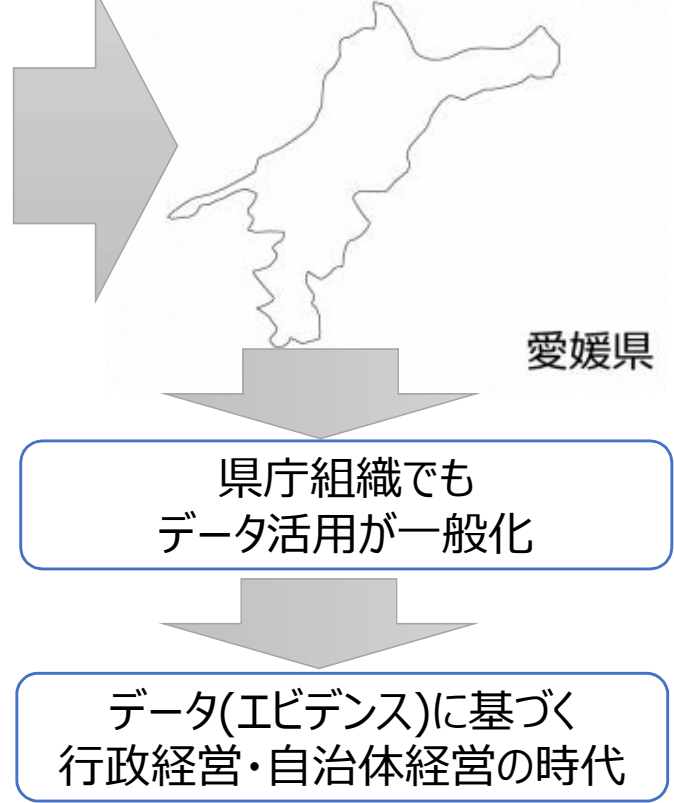 愛媛県
県庁組織でも
データ活用が一般化
データ(エビデンス)に基づく
行政経営・自治体経営の時代